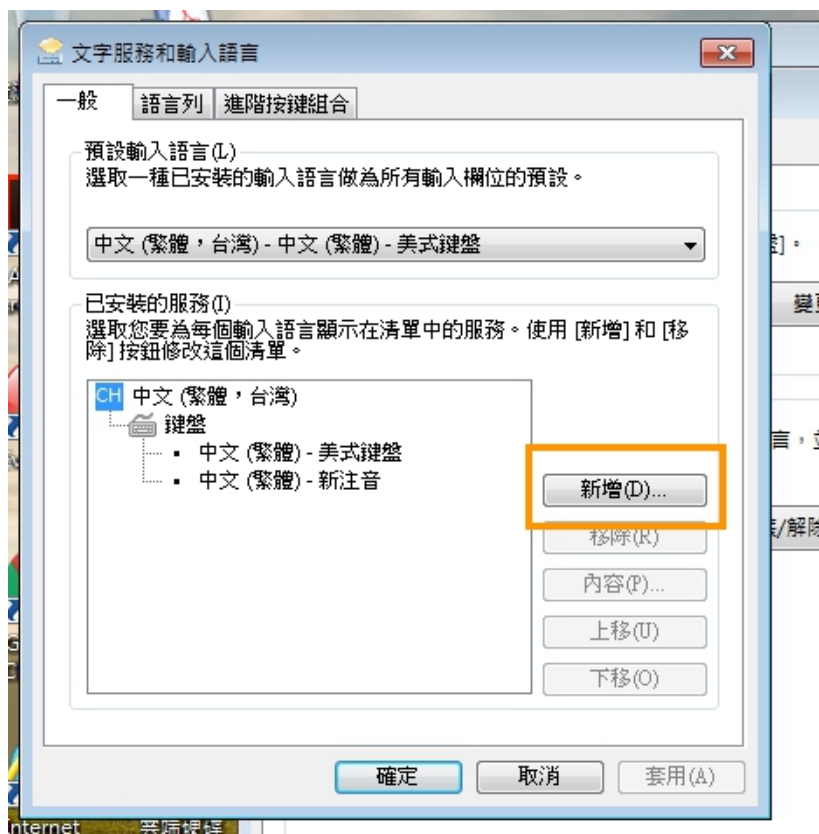 文字服務和輸入語言
一般
語言列
進階按鍵組合
預設輸入語言(L)
選取一種已安裝的輸入語言做為所有輸入欄位的預設。
中文 (繁體，台灣) - 中文 (繁體) - 美式鍵盤
已安裝的服務(I)
選取您要為每個輸入語言顯示在清單中的服務。使用 [新增] 和 [移
除] 按鈕修改這個清單。
CH 中文 (繁體，台灣)
鍵盤
中文 (繁體) - 美式鍵盤
中文 (繁體) - 新注音
新增(D)...
移除(R)
內容(P)...
上移(U)
下移(O)
確定
取消
套用(A)
]。
言，
/解除